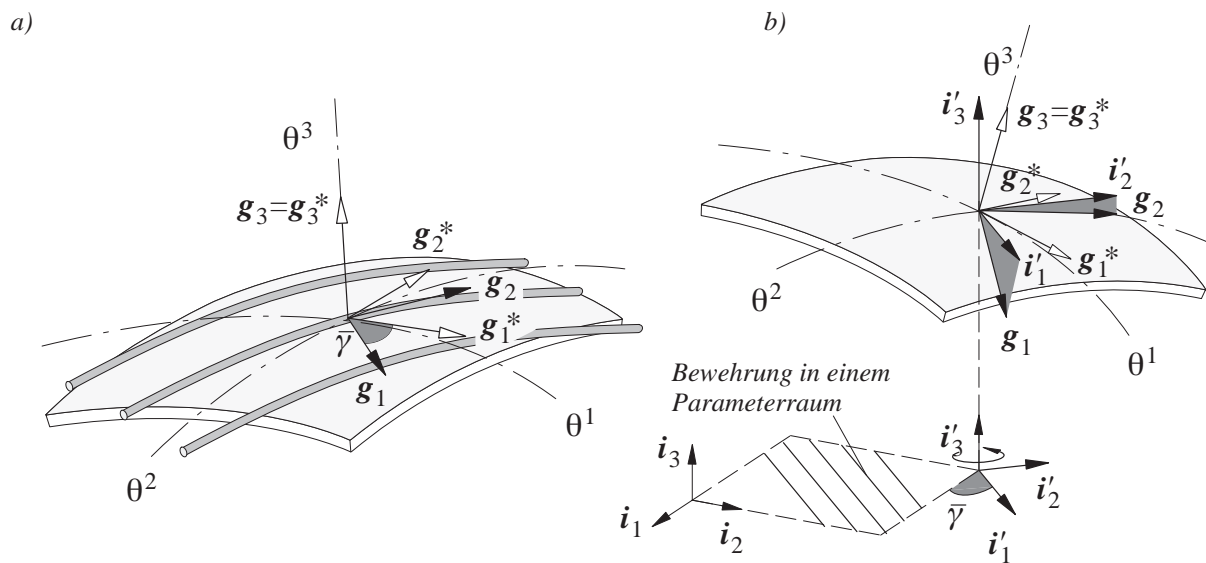 a)
θ³
g₃=g₃*
g₂*
g₂
g₁*
γ̄
g₁
θ¹
θ²
b)
θ³
i′₃
g₃=g₃*
g₂*
i′₂
g₂
i′₁
g₁*
θ²
g₁
θ¹
Bewehrung in einem
Parameterraum
i₃
i₁
i₂
i′₃
i′₂
γ̄
i′₁